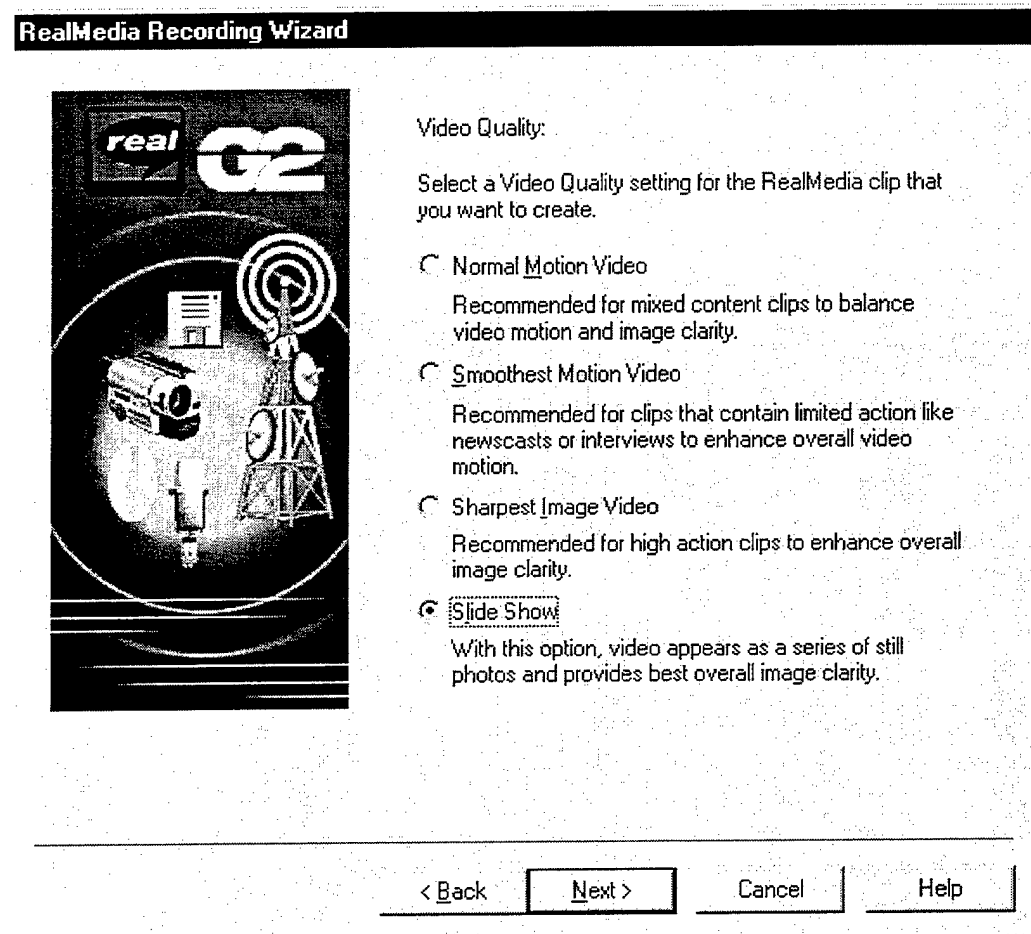 RealMedia Recording Wizard
real
G2
Video Quality:
Select a Video Quality setting for the RealMedia clip that
you want to create.
Normal Motion Video
Recommended for mixed content clips to balance
video motion and image clarity.
Smoothest Motion Video
Recommended for clips that contain limited action like
newscasts or interviews to enhance overall video
motion.
Sharpest Image Video
Recommended for high action clips to enhance overall
image clarity.
Slide Show
With this option, video appears as a series of still
photos and provides best overall image clarity.
< Back Next > Cancel Help